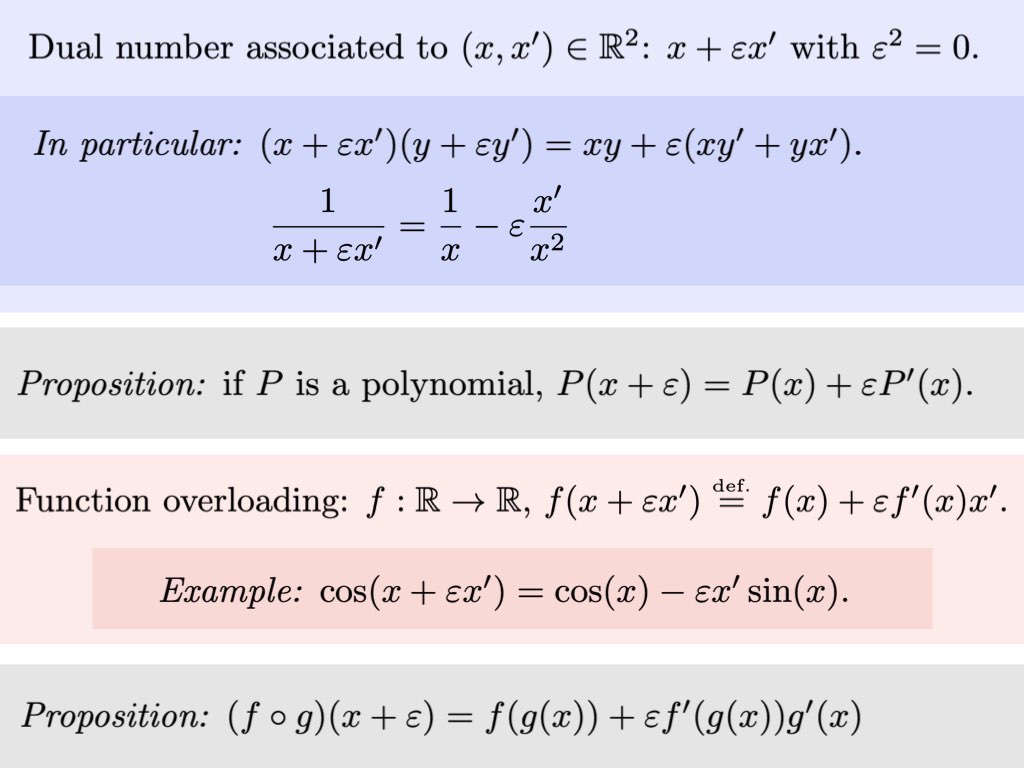 Dual number associated to (x, x′) ∈ ℝ²: x + εx′ with ε² = 0.
In particular: (x + εx′)(y + εy′) = xy + ε(xy′ + yx′).
1/(x + εx′) = 1/x − ε x′/x²
Proposition: if P is a polynomial, P(x + ε) = P(x) + εP′(x).
Function overloading: f : ℝ → ℝ, f(x + εx′) ≝ f(x) + εf′(x)x′.
Example: cos(x + εx′) = cos(x) − εx′ sin(x).
Proposition: (f ∘ g)(x + ε) = f(g(x)) + εf′(g(x))g′(x)